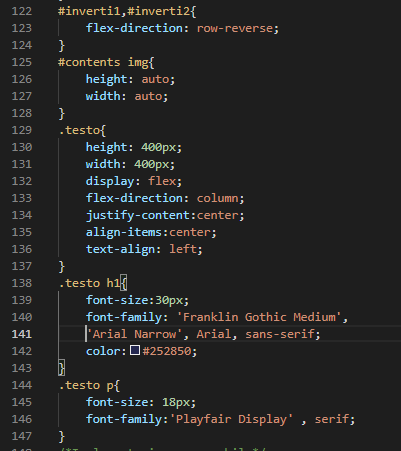 122 #inverti1,#inverti2{
123 flex-direction: row-reverse;
124 }
125 #contents img{
126 height: auto;
127 width: auto;
128 }
129 .testo{
130 height: 400px;
131 width: 400px;
132 display: flex;
133 flex-direction: column;
134 justify-content:center;
135 align-items:center;
136 text-align: left;
137 }
138 .testo h1{
139 font-size:30px;
140 font-family: 'Franklin Gothic Medium',
141 'Arial Narrow', Arial, sans-serif;
142 color: #252850;
143 }
144 .testo p{
145 font-size: 18px;
146 font-family:'Playfair Display' , serif;
147 }